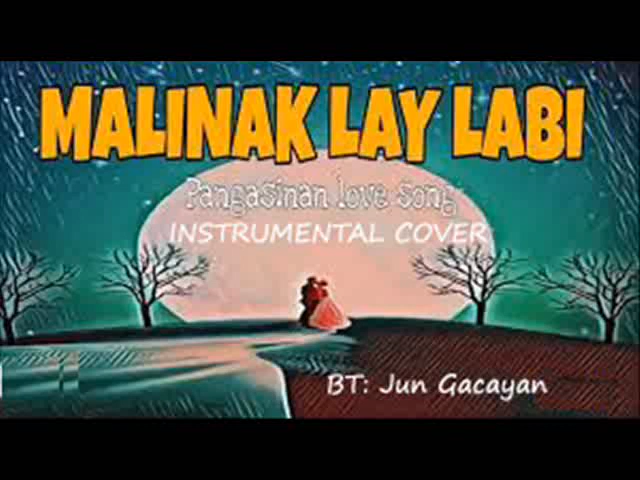 MALINAK LAY LABI
Pangasinan love song
INSTRUMENTAL COVER
BT: Jun Gacayan